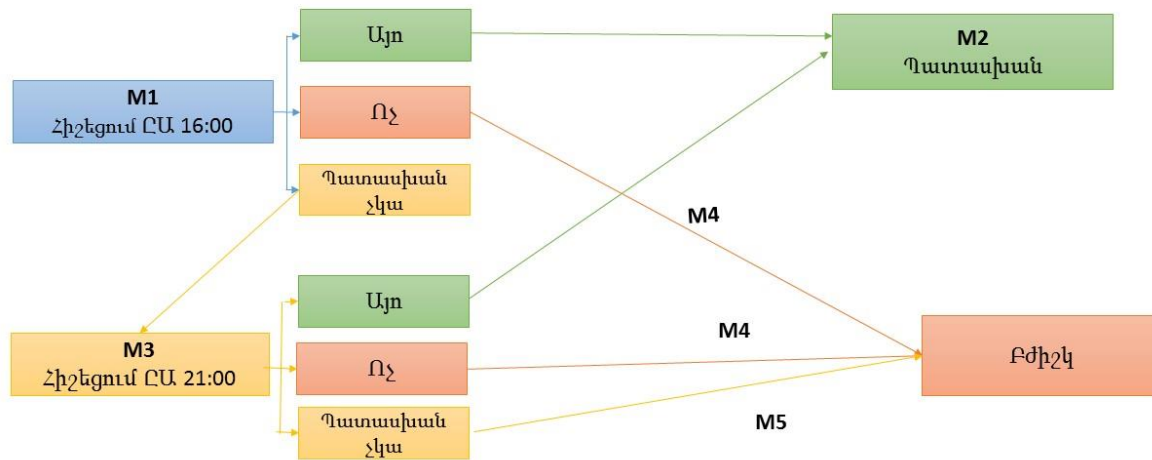 M1
Հիշեցում ԸԱ 16:00
Այո
Ոչ
Պատասխան
չկա
M2
Պատասխան
M4
M3
Հիշեցում ԸԱ 21:00
Այո
Ոչ
Պատասխան
չկա
M4
M5
Բժիշկ